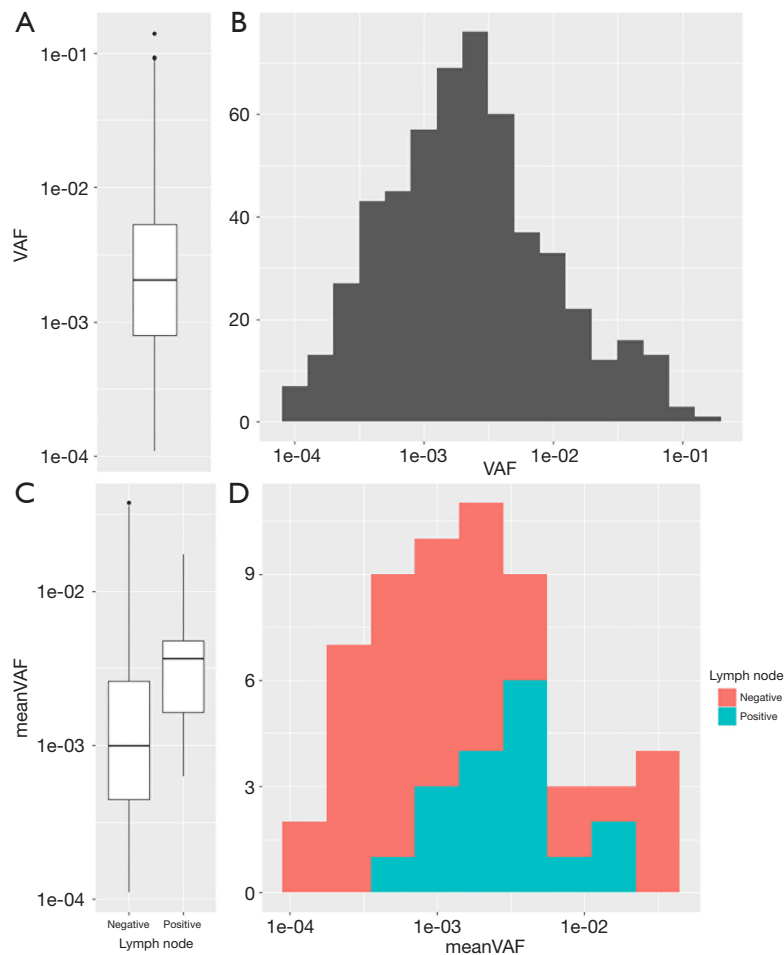 A
VAF
1e-01
1e-02
1e-03
1e-04
B
60
40
20
0
1e-04 1e-03 1e-02 1e-01
VAF
C
meanVAF
1e-02
1e-03
1e-04
Negative Positive
Lymph node
D
9
6
3
0
1e-04 1e-03 1e-02
meanVAF
Lymph node
Negative
Positive